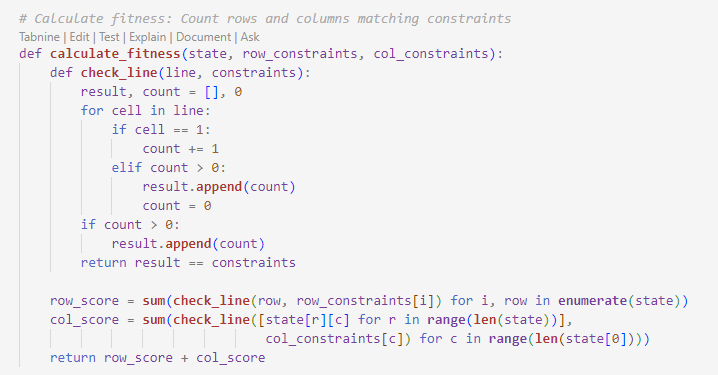 # Calculate fitness: Count rows and columns matching constraints
Tabnine | Edit | Test | Explain | Document | Ask
def calculate_fitness(state, row_constraints, col_constraints):
    def check_line(line, constraints):
        result, count = [], 0
        for cell in line:
            if cell == 1:
                count += 1
            elif count > 0:
                result.append(count)
                count = 0
        if count > 0:
            result.append(count)
        return result == constraints

    row_score = sum(check_line(row, row_constraints[i]) for i, row in enumerate(state))
    col_score = sum(check_line([state[r][c] for r in range(len(state))],
                                col_constraints[c]) for c in range(len(state[0])))
    return row_score + col_score